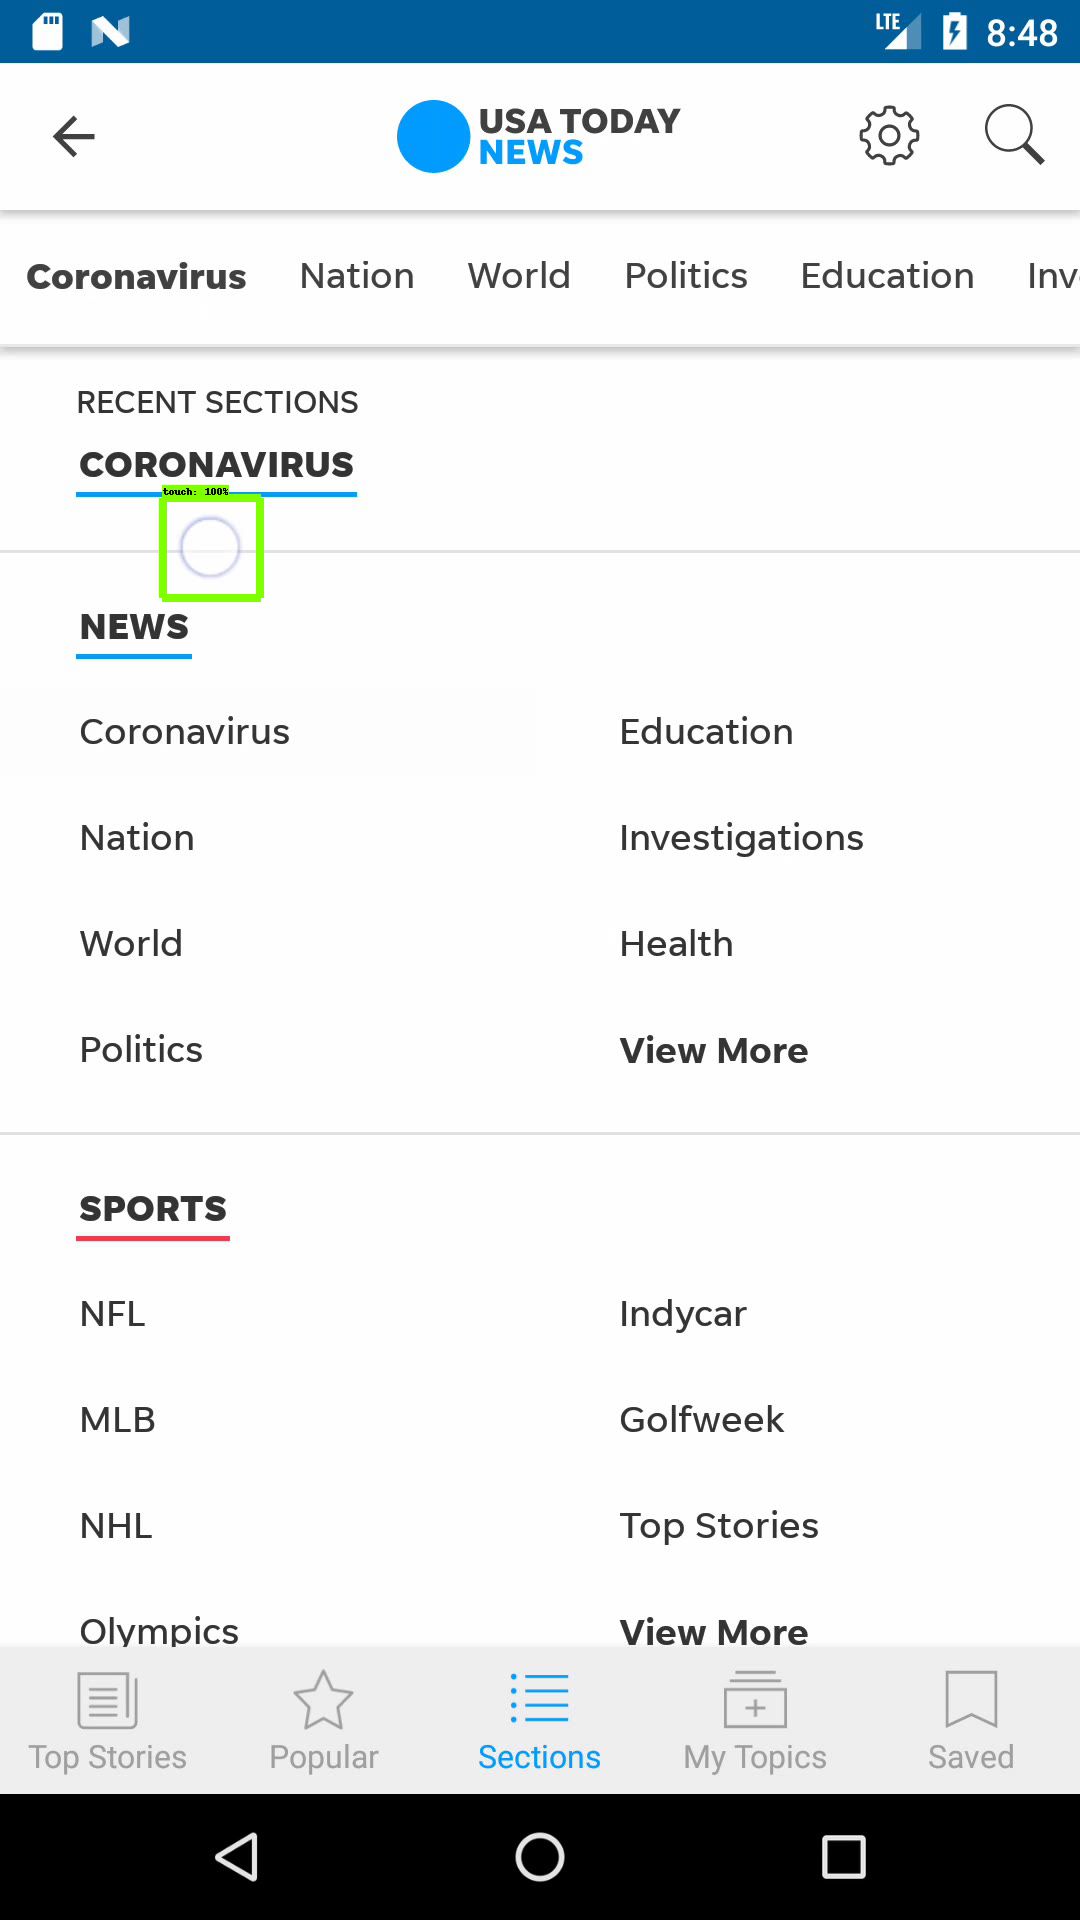 LTE 8:48
USA TODAY
NEWS
Coronavirus Nation World Politics Education Inv
RECENT SECTIONS
CORONAVIRUS
touch: 100%
NEWS
Coronavirus Education
Nation Investigations
World Health
Politics View More
SPORTS
NFL Indycar
MLB Golfweek
NHL Top Stories
Olympics View More
Top Stories Popular Sections My Topics Saved